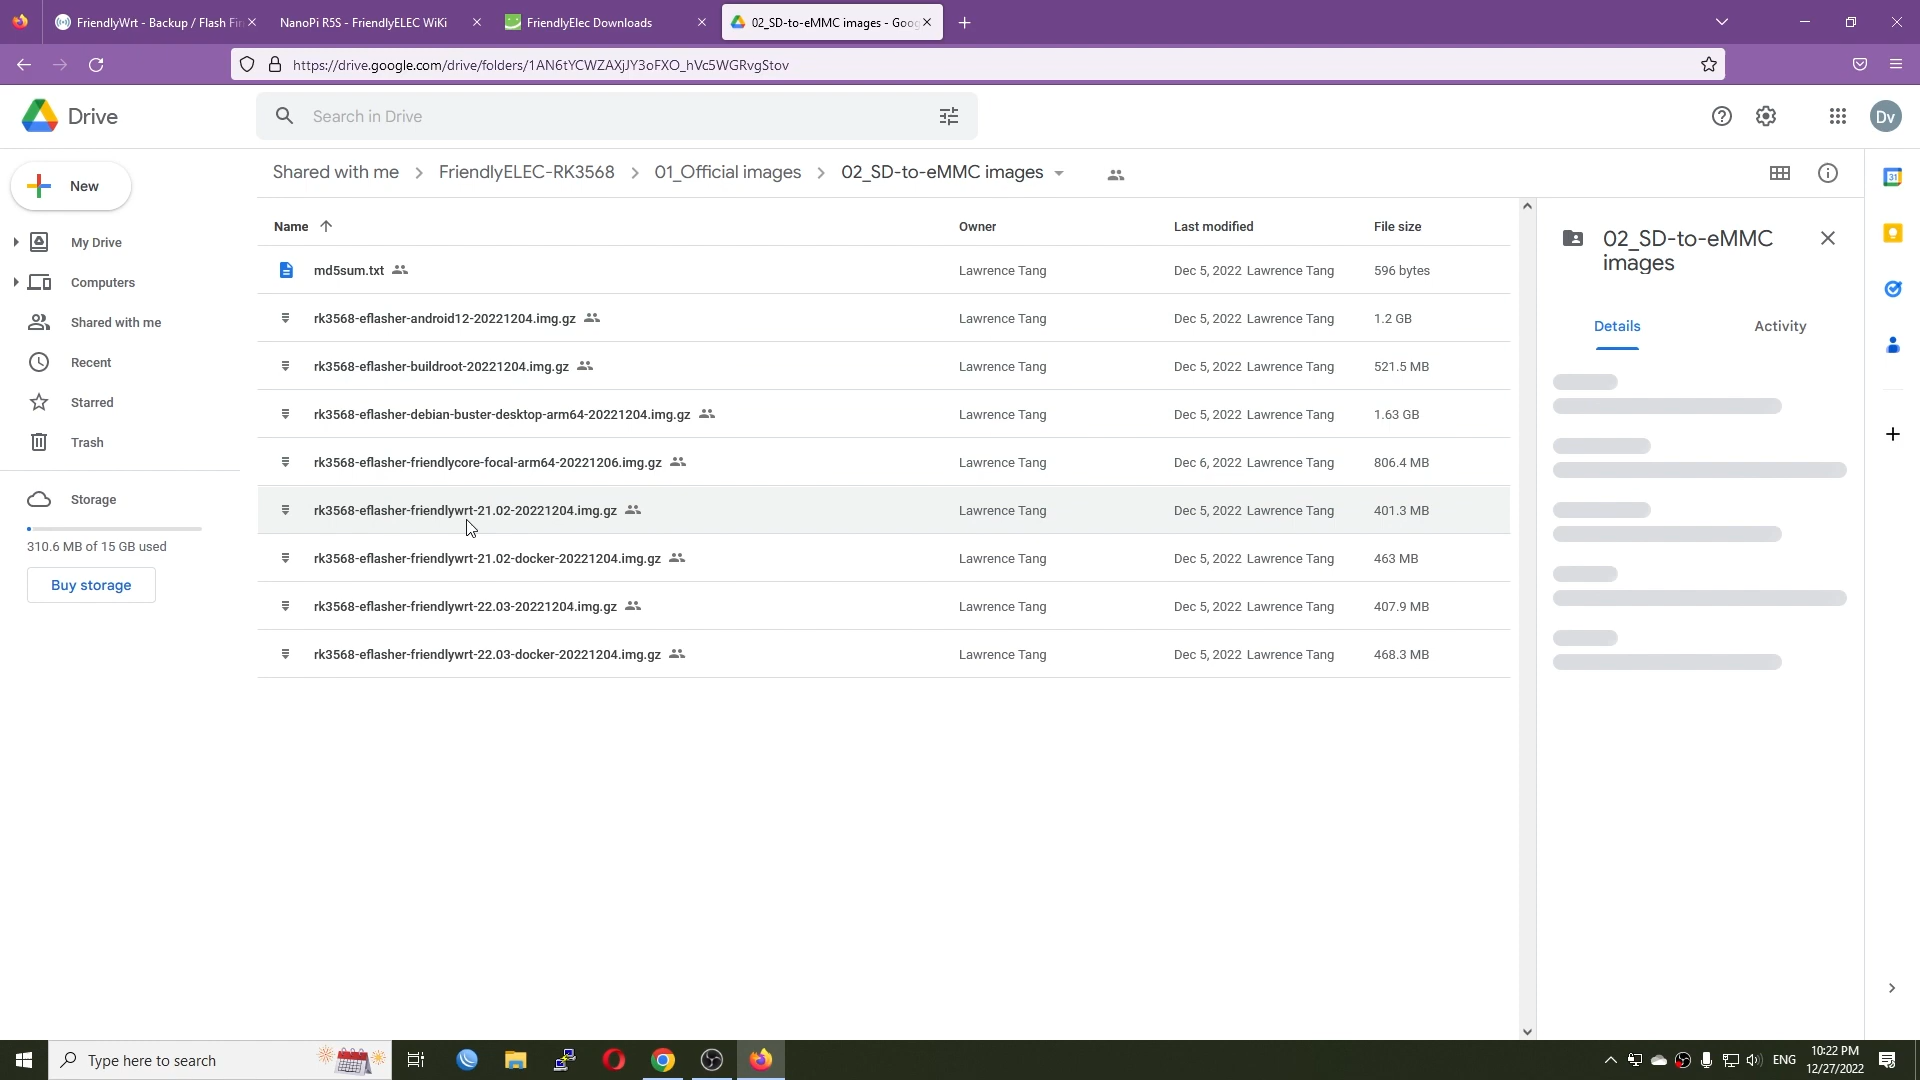 FriendlyWrt - Backup / Flash Fir
NanoPi R5S - FriendlyELEC WiKi
FriendlyElec Downloads
02_SD-to-eMMC images - Goog
https://drive.google.com/drive/folders/1AN6tYCWZAXjJY3oFXO_hVc5WGRvgStov
Drive
Search in Drive
Dv
New
Shared with me
FriendlyELEC-RK3568
01_Official images
02_SD-to-eMMC images
My Drive
Computers
Shared with me
Recent
Starred
Trash
Storage
310.6 MB of 15 GB used
Buy storage
Name Owner Last modified File size
md5sum.txt Lawrence Tang Dec 5, 2022 Lawrence Tang 596 bytes
rk3568-eflasher-android12-20221204.img.gz Lawrence Tang Dec 5, 2022 Lawrence Tang 1.2 GB
rk3568-eflasher-buildroot-20221204.img.gz Lawrence Tang Dec 5, 2022 Lawrence Tang 521.5 MB
rk3568-eflasher-debian-buster-desktop-arm64-20221204.img.gz Lawrence Tang Dec 5, 2022 Lawrence Tang 1.63 GB
rk3568-eflasher-friendlycore-focal-arm64-20221206.img.gz Lawrence Tang Dec 6, 2022 Lawrence Tang 806.4 MB
rk3568-eflasher-friendlywrt-21.02-20221204.img.gz Lawrence Tang Dec 5, 2022 Lawrence Tang 401.3 MB
rk3568-eflasher-friendlywrt-21.02-docker-20221204.img.gz Lawrence Tang Dec 5, 2022 Lawrence Tang 463 MB
rk3568-eflasher-friendlywrt-22.03-20221204.img.gz Lawrence Tang Dec 5, 2022 Lawrence Tang 407.9 MB
rk3568-eflasher-friendlywrt-22.03-docker-20221204.img.gz Lawrence Tang Dec 5, 2022 Lawrence Tang 468.3 MB
02_SD-to-eMMC
images
Details
Activity
31
Type here to search
ENG
10:22 PM
12/27/2022